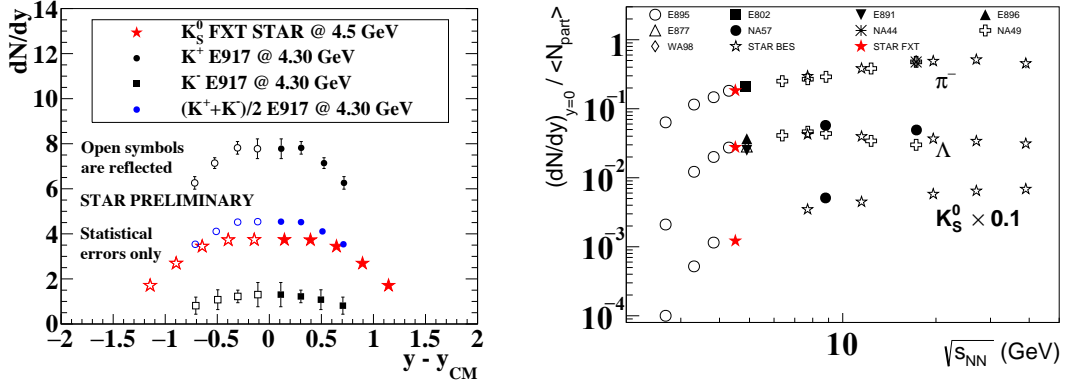 dN/dy
14
12
10
8
6
4
2
0
K_S^0 FXT STAR @ 4.5 GeV
K^+ E917 @ 4.30GeV
K^- E917 @ 4.30 GeV
(K^+ + K^-)/2 E917 @ 4.30 GeV
Open symbols
are reflected
STAR PRELIMINARY
Statistical
errors only
−2 −1.5 −1 −0.5 0 0.5 1 1.5 2
y - y_CM
(dN/dy)_{y=0} / <N_part>
E895 E802 E891 E896
E877 NA57 NA44 NA49
WA98 STAR BES STAR FXT
1
10^{-1}
10^{-2}
10^{-3}
10^{-4}
π^-
Λ
K_S^0 × 0.1
10
√s_NN (GeV)